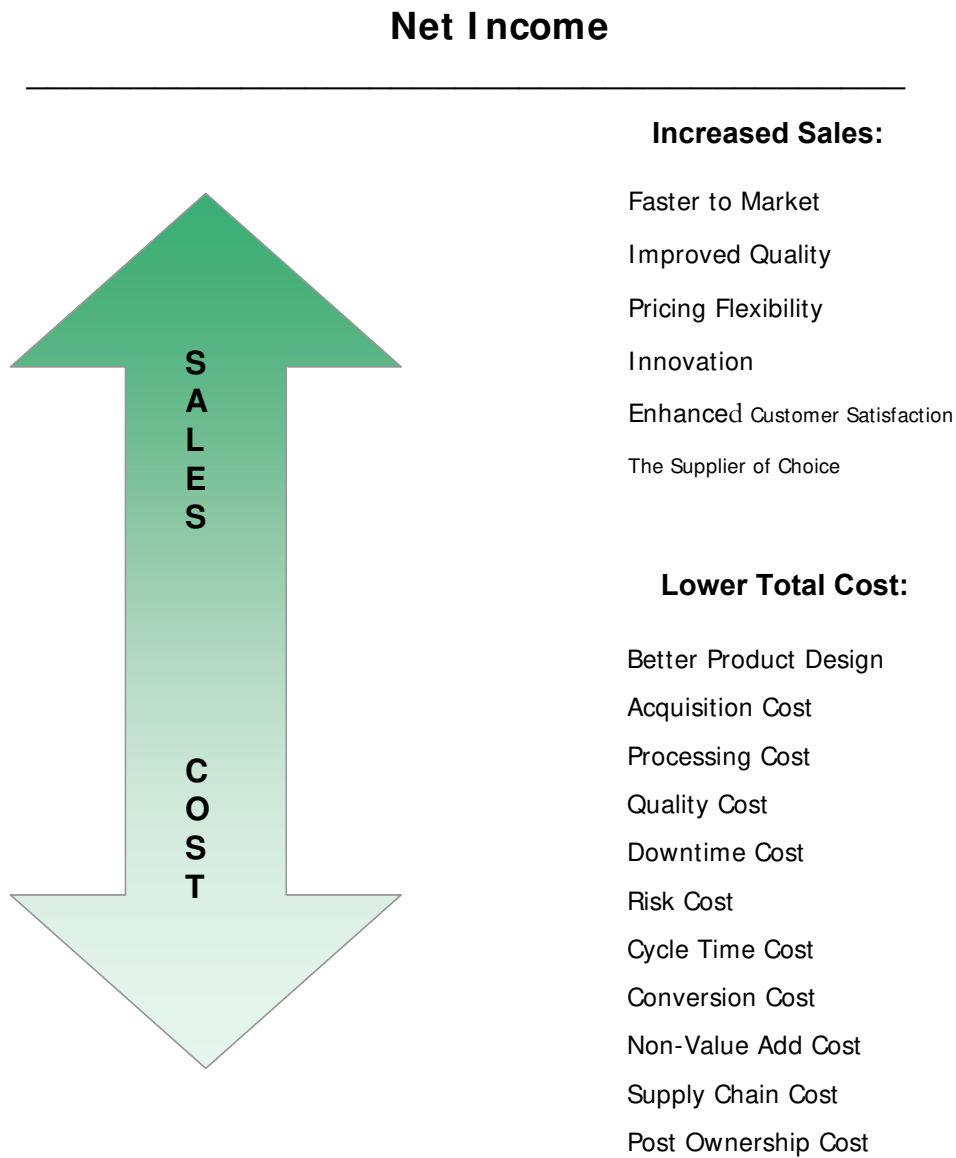 Net Income
Increased Sales:
Faster to Market
Improved Quality
Pricing Flexibility
Innovation
Enhanced Customer Satisfaction
The Supplier of Choice
SALES
Lower Total Cost:
Better Product Design
Acquisition Cost
Processing Cost
Quality Cost
Downtime Cost
Risk Cost
Cycle Time Cost
Conversion Cost
Non-Value Add Cost
Supply Chain Cost
Post Ownership Cost
COST